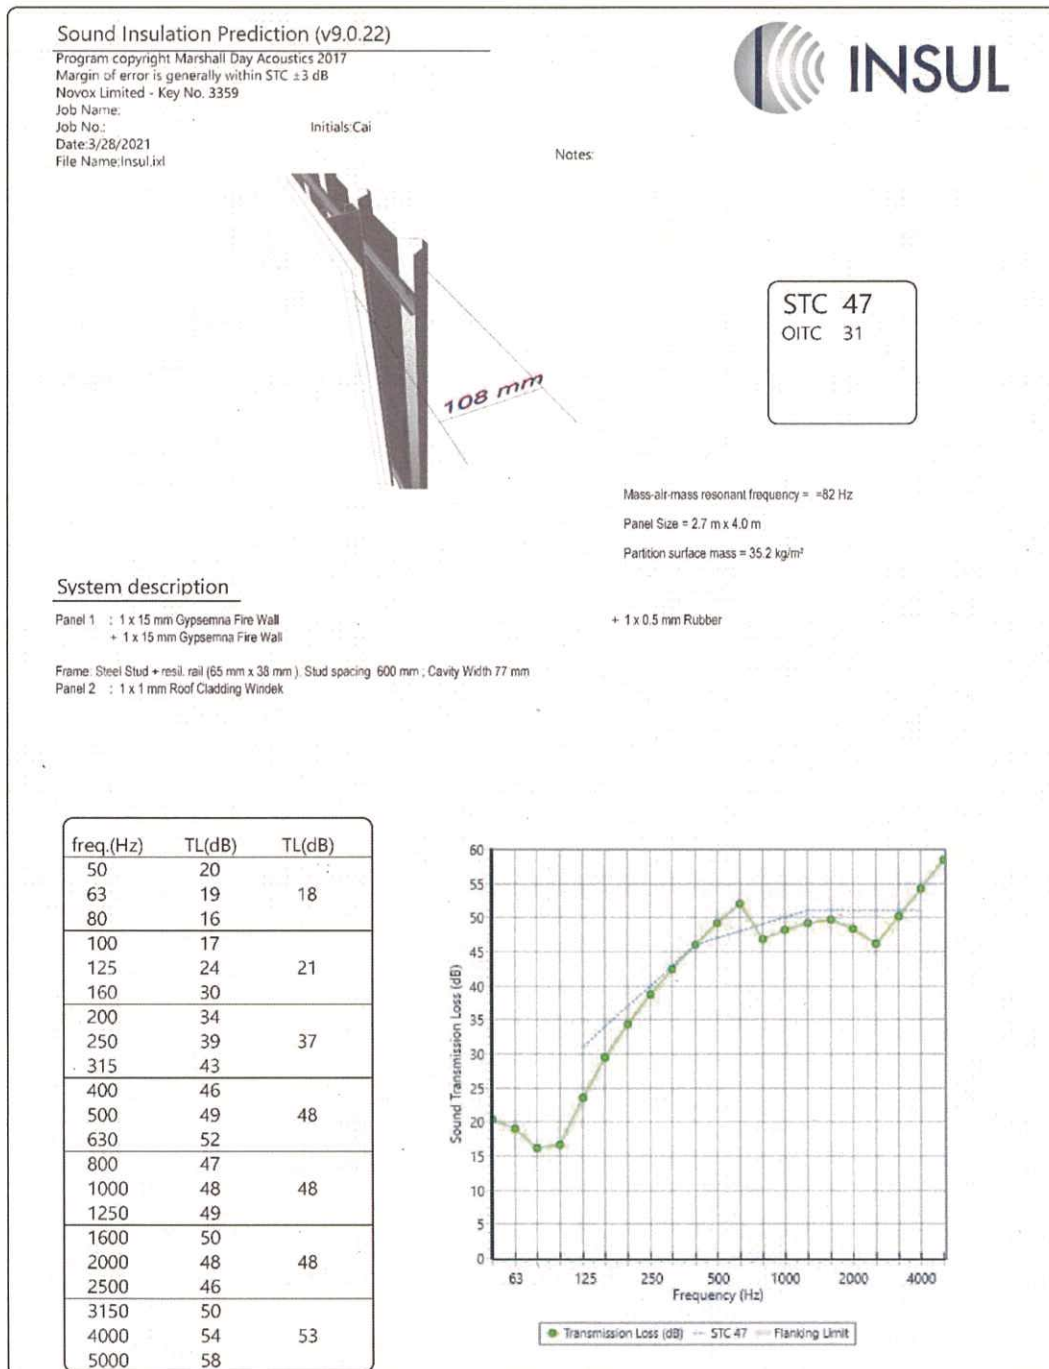 Sound Insulation Prediction (v9.0.22)
Program copyright Marshall Day Acoustics 2017
Margin of error is generally within STC ±3 dB
Novox Limited - Key No. 3359
Job Name:
Job No.: Initials:Cai
Date:3/28/2021
File Name:Insul.ixl
INSUL
Notes:
108 mm
STC 47
OITC 31
Mass-air-mass resonant frequency = =82 Hz
Panel Size = 2.7 m x 4.0 m
Partition surface mass = 35.2 kg/m²
System description
Panel 1 : 1 x 15 mm Gypsemna Fire Wall + 1 x 0.5 mm Rubber
+ 1 x 15 mm Gypsemna Fire Wall
Frame: Steel Stud + resil. rail (65 mm x 38 mm ). Stud spacing 600 mm ; Cavity Width 77 mm
Panel 2 : 1 x 1 mm Roof Cladding Windek
freq.(Hz) TL(dB) TL(dB)
50 20
63 19 18
80 16
100 17
125 24 21
160 30
200 34
250 39 37
315 43
400 46
500 49 48
630 52
800 47
1000 48 48
1250 49
1600 50
2000 48 48
2500 46
3150 50
4000 54 53
5000 58
Sound Transmission Loss (dB)
60
55
50
45
40
35
30
25
20
15
10
5
0
63 125 250 500 1000 2000 4000
Frequency (Hz)
Transmission Loss (dB) STC 47 Flanking Limit